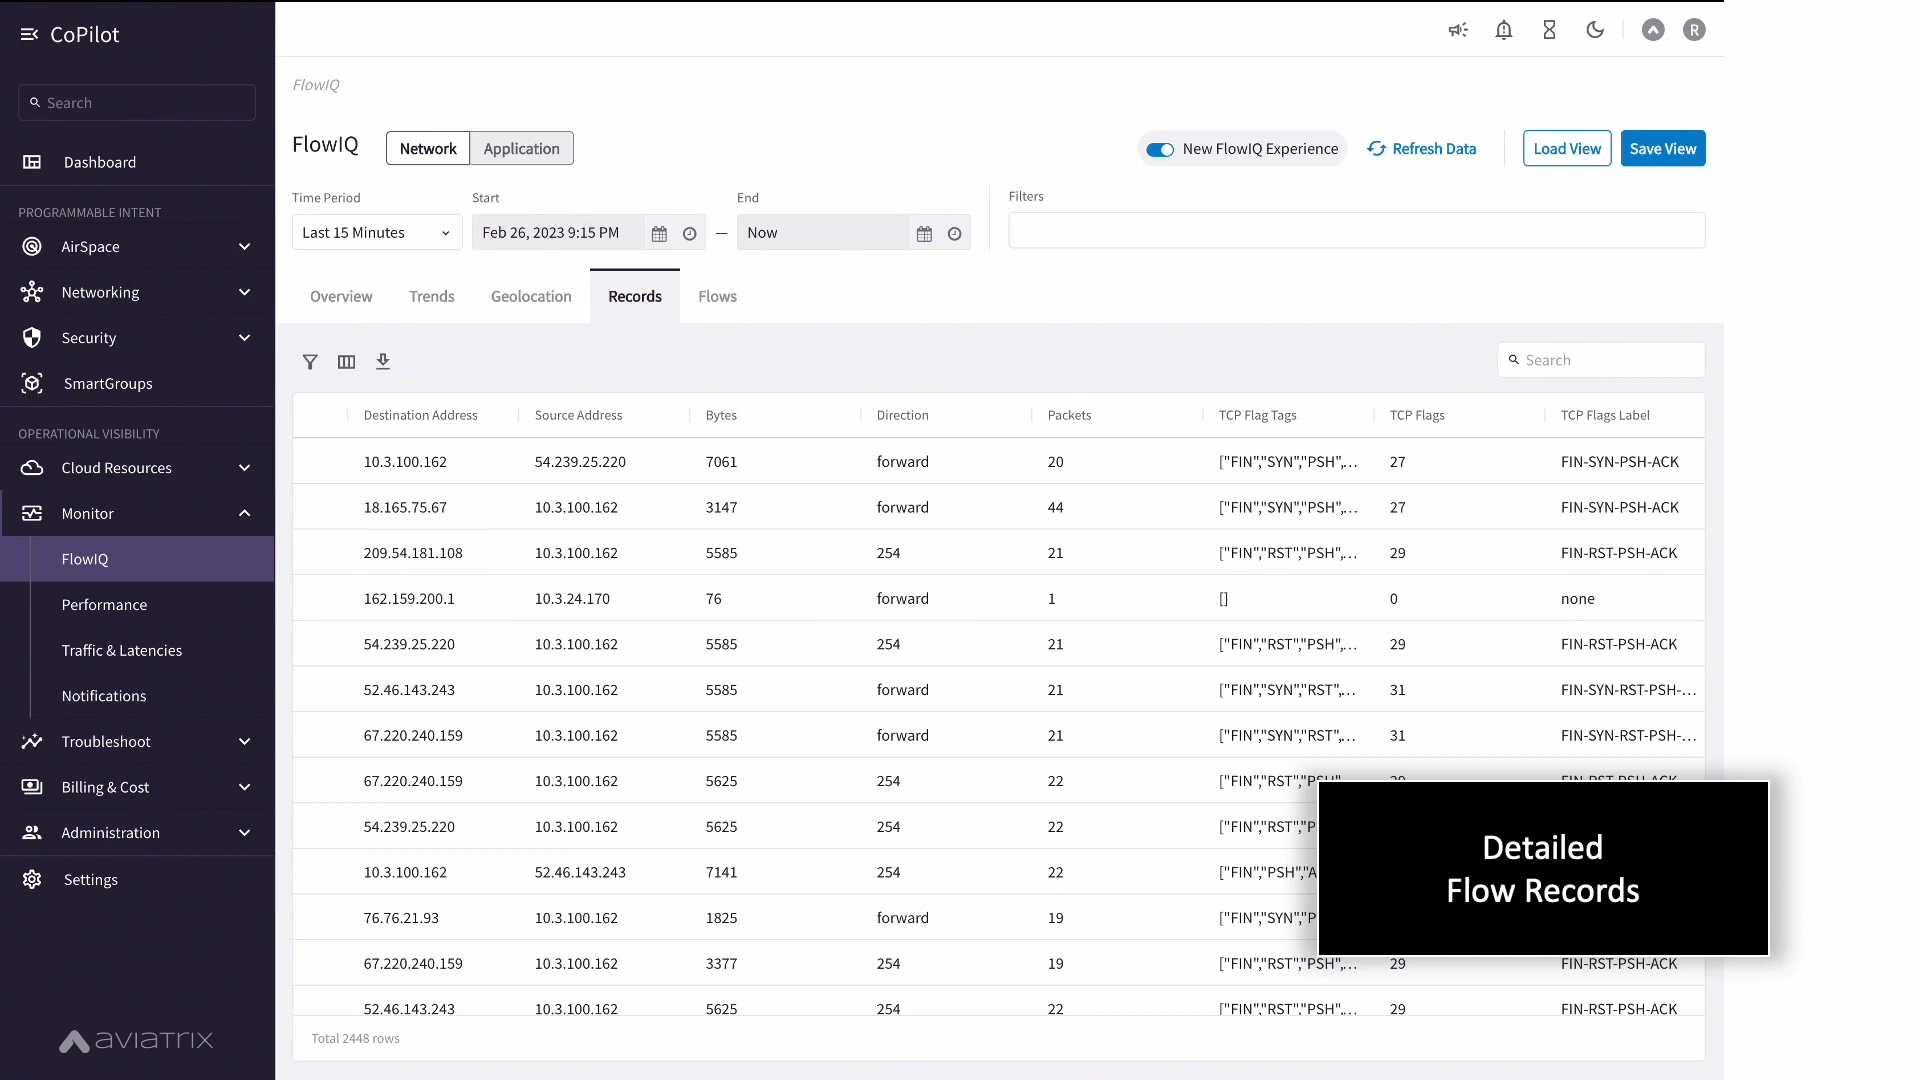 CoPilot
Search
Dashboard
PROGRAMMABLE INTENT
AirSpace
Networking
Security
SmartGroups
OPERATIONAL VISIBILITY
Cloud Resources
Monitor
FlowIQ
Performance
Traffic & Latencies
Notifications
Troubleshoot
Billing & Cost
Administration
Settings
aviatrix
R
FlowIQ
FlowIQ Network Application
New FlowIQ Experience Refresh Data Load View Save View
Time Period Start End Filters
Last 15 Minutes Feb 26, 2023 9:15 PM — Now
Overview Trends Geolocation Records Flows
Search
Destination Address Source Address Bytes Direction Packets TCP Flag Tags TCP Flags TCP Flags Label
10.3.100.162 54.239.25.220 7061 forward 20 ["FIN","SYN","PSH",... 27 FIN-SYN-PSH-ACK
18.165.75.67 10.3.100.162 3147 forward 44 ["FIN","SYN","PSH",... 27 FIN-SYN-PSH-ACK
209.54.181.108 10.3.100.162 5585 254 21 ["FIN","RST","PSH",... 29 FIN-RST-PSH-ACK
162.159.200.1 10.3.24.170 76 forward 1 [] 0 none
54.239.25.220 10.3.100.162 5585 254 21 ["FIN","RST","PSH",... 29 FIN-RST-PSH-ACK
52.46.143.243 10.3.100.162 5585 forward 21 ["FIN","SYN","RST",... 31 FIN-SYN-RST-PSH-...
67.220.240.159 10.3.100.162 5585 forward 21 ["FIN","SYN","RST",... 31 FIN-SYN-RST-PSH-...
67.220.240.159 10.3.100.162 5625 254 22 ["FIN","RST","PSH" 29 FIN-RST-PSH-ACK
54.239.25.220 10.3.100.162 5625 254 22 ["FIN","RST","P
10.3.100.162 52.46.143.243 7141 254 22 ["FIN","PSH","A
76.76.21.93 10.3.100.162 1825 forward 19 ["FIN","SYN","P
67.220.240.159 10.3.100.162 3377 254 19 ["FIN","RST","PSH",... 29 FIN-RST-PSH-ACK
52.46.143.243 10.3.100.162 5625 254 22 ["FIN","RST","PSH",... 29 FIN-RST-PSH-ACK
Total 2448 rows
Detailed
Flow Records